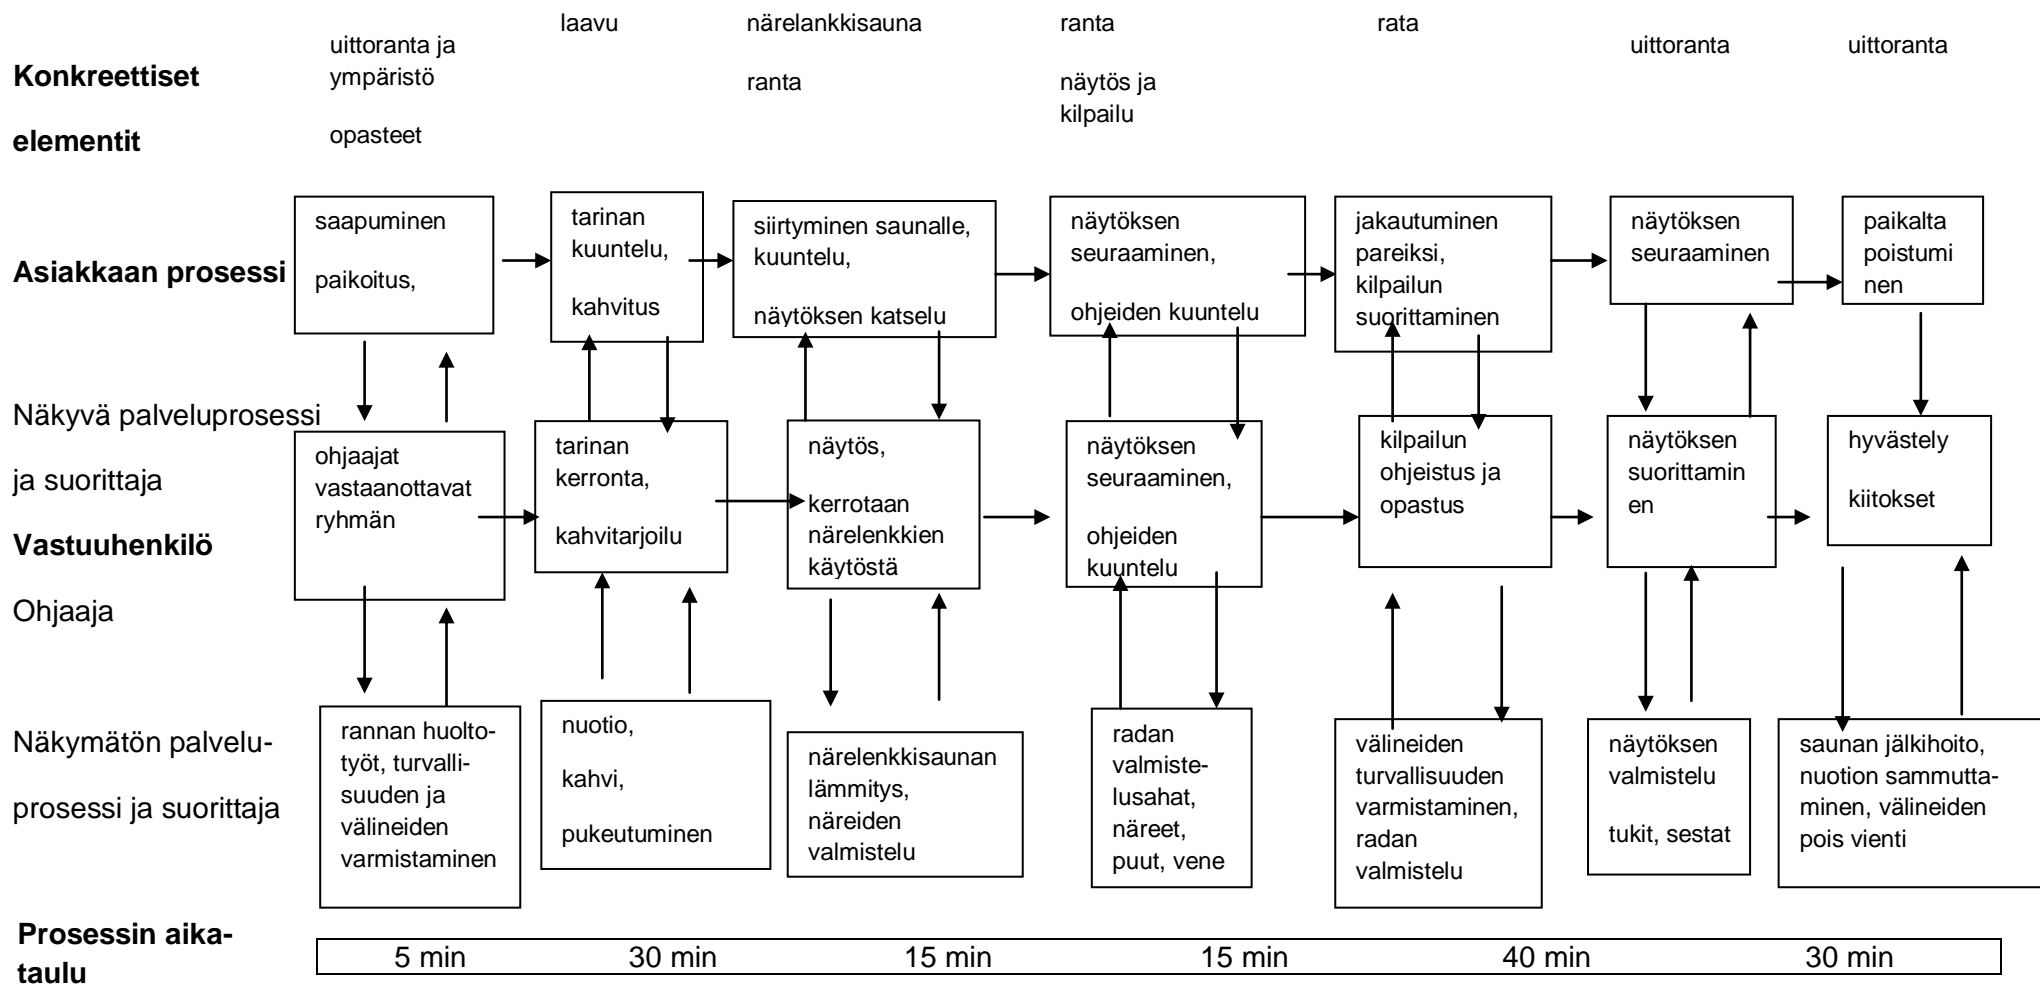 Konkreettiset
elementit
uittoranta ja
ympäristö
opasteet
laavu
närelankkisauna
ranta
ranta
näytös ja
kilpailu
rata
uittoranta
uittoranta
Asiakkaan prosessi
saapuminen
paikoitus,
tarinan
kuuntelu,
kahvitus
siirtyminen saunalle,
kuuntelu,
näytöksen katselu
näytöksen
seuraaminen,
ohjeiden kuuntelu
jakautuminen
pareiksi,
kilpailun
suorittaminen
näytöksen
seuraaminen
paikalta
poistumi
nen
Näkyvä palveluprosessi
ja suorittaja
Vastuuhenkilö
Ohjaaja
ohjaajat
vastaanottavat
ryhmän
tarinan
kerronta,
kahvitarjoilu
näytös,
kerrotaan
närelenkkien
käytöstä
näytöksen
seuraaminen,
ohjeiden
kuuntelu
kilpailun
ohjeistus ja
opastus
näytöksen
suorittamin
en
hyvästely
kiitokset
Näkymätön palvelu-
prosessi ja suorittaja
rannan huolto-
työt, turvalli-
suuden ja
välineiden
varmistaminen
nuotio,
kahvi,
pukeutuminen
närelenkkisaunan
lämmitys,
näreiden
valmistelu
radan
valmiste-
lusahat,
näreet,
puut, vene
välineiden
turvallisuuden
varmistaminen,
radan
valmistelu
näytöksen
valmistelu
tukit, sestat
saunan jälkihoito,
nuotion sammutta-
minen, välineiden
pois vienti
Prosessin aika-
taulu
5 min 30 min 15 min 15 min 40 min 30 min